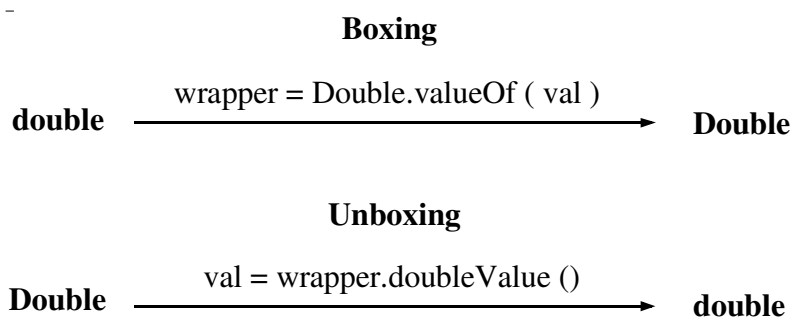 Boxing
wrapper = Double.valueOf ( val )
double Double
Unboxing
val = wrapper.doubleValue ()
Double double